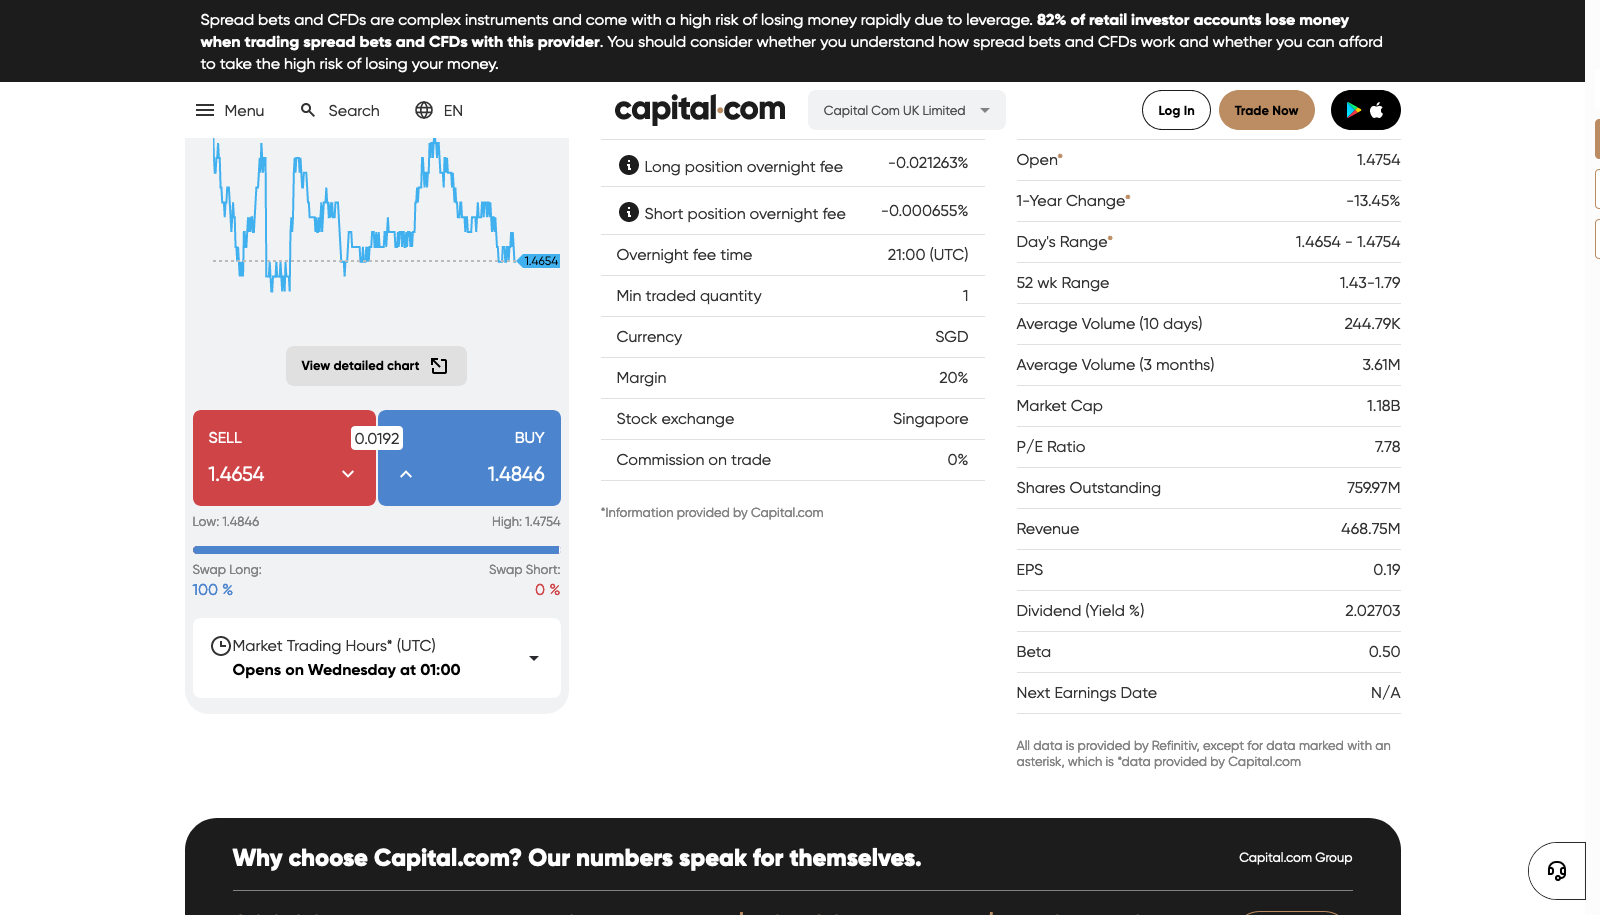 Spread bets and CFDs are complex instruments and come with a high risk of losing money rapidly due to leverage. 82% of retail investor accounts lose money
when trading spread bets and CFDs with this provider. You should consider whether you understand how spread bets and CFDs work and whether you can afford
to take the high risk of losing your money.
Menu
Search
EN
capital.com
Capital Com UK Limited
Log In
Trade Now
1.4654
View detailed chart
SELL
1.4654
0.0192
BUY
1.4846
Low: 1.4846
High: 1.4754
Swap Long:
Swap Short:
100 %
0 %
Market Trading Hours* (UTC)
Opens on Wednesday at 01:00
Long position overnight fee -0.021263%
Short position overnight fee -0.000655%
Overnight fee time 21:00 (UTC)
Min traded quantity 1
Currency SGD
Margin 20%
Stock exchange Singapore
Commission on trade 0%
*Information provided by Capital.com
Open* 1.4754
1-Year Change* -13.45%
Day's Range* 1.4654 - 1.4754
52 wk Range 1.43-1.79
Average Volume (10 days) 244.79K
Average Volume (3 months) 3.61M
Market Cap 1.18B
P/E Ratio 7.78
Shares Outstanding 759.97M
Revenue 468.75M
EPS 0.19
Dividend (Yield %) 2.02703
Beta 0.50
Next Earnings Date N/A
All data is provided by Refinitiv, except for data marked with an
asterisk, which is *data provided by Capital.com
Why choose Capital.com? Our numbers speak for themselves.
Capital.com Group